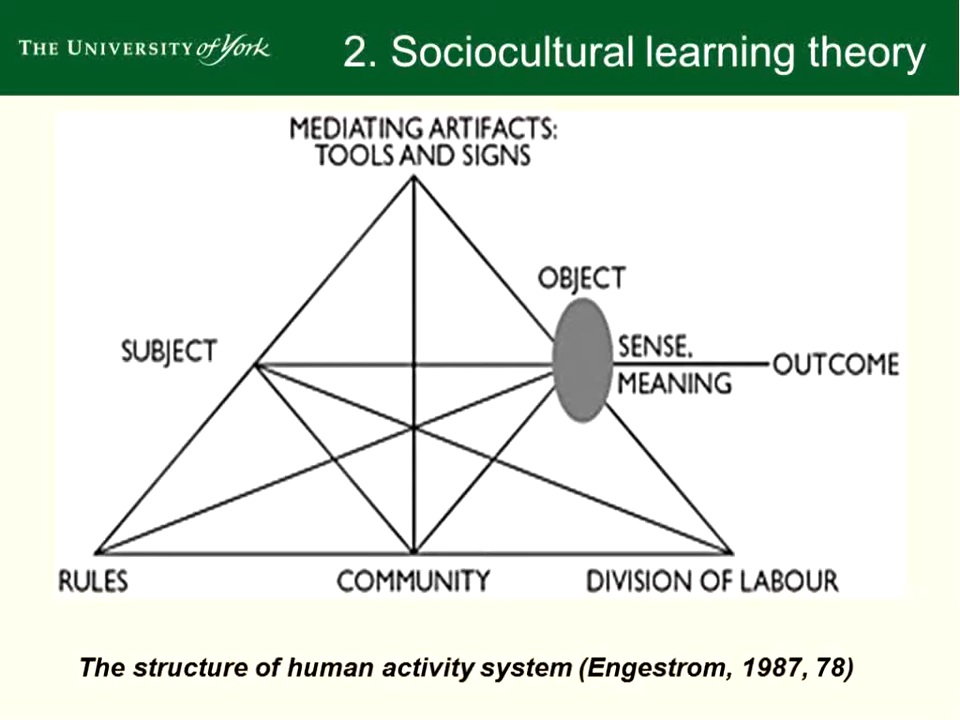 THE UNIVERSITY of York
2. Sociocultural learning theory
MEDIATING ARTIFACTS:
TOOLS AND SIGNS
OBJECT
SUBJECT
SENSE,
MEANING
OUTCOME
RULES
COMMUNITY
DIVISION OF LABOUR
The structure of human activity system (Engestrom, 1987, 78)